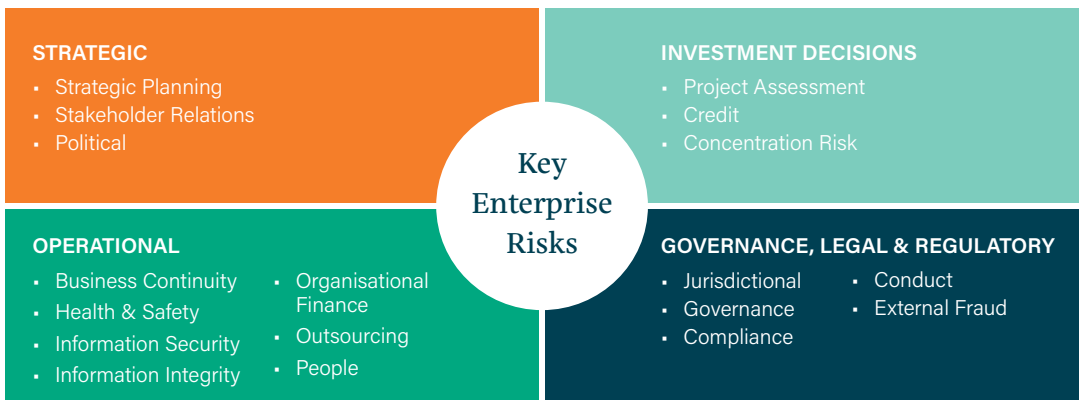 STRATEGIC
▪ Strategic Planning
▪ Stakeholder Relations
▪ Political
INVESTMENT DECISIONS
▪ Project Assessment
▪ Credit
▪ Concentration Risk
Key
Enterprise
Risks
OPERATIONAL
▪ Business Continuity
▪ Health & Safety
▪ Information Security
▪ Information Integrity
▪ Organisational
Finance
▪ Outsourcing
▪ People
GOVERNANCE, LEGAL & REGULATORY
▪ Jurisdictional
▪ Governance
▪ Compliance
▪ Conduct
▪ External Fraud